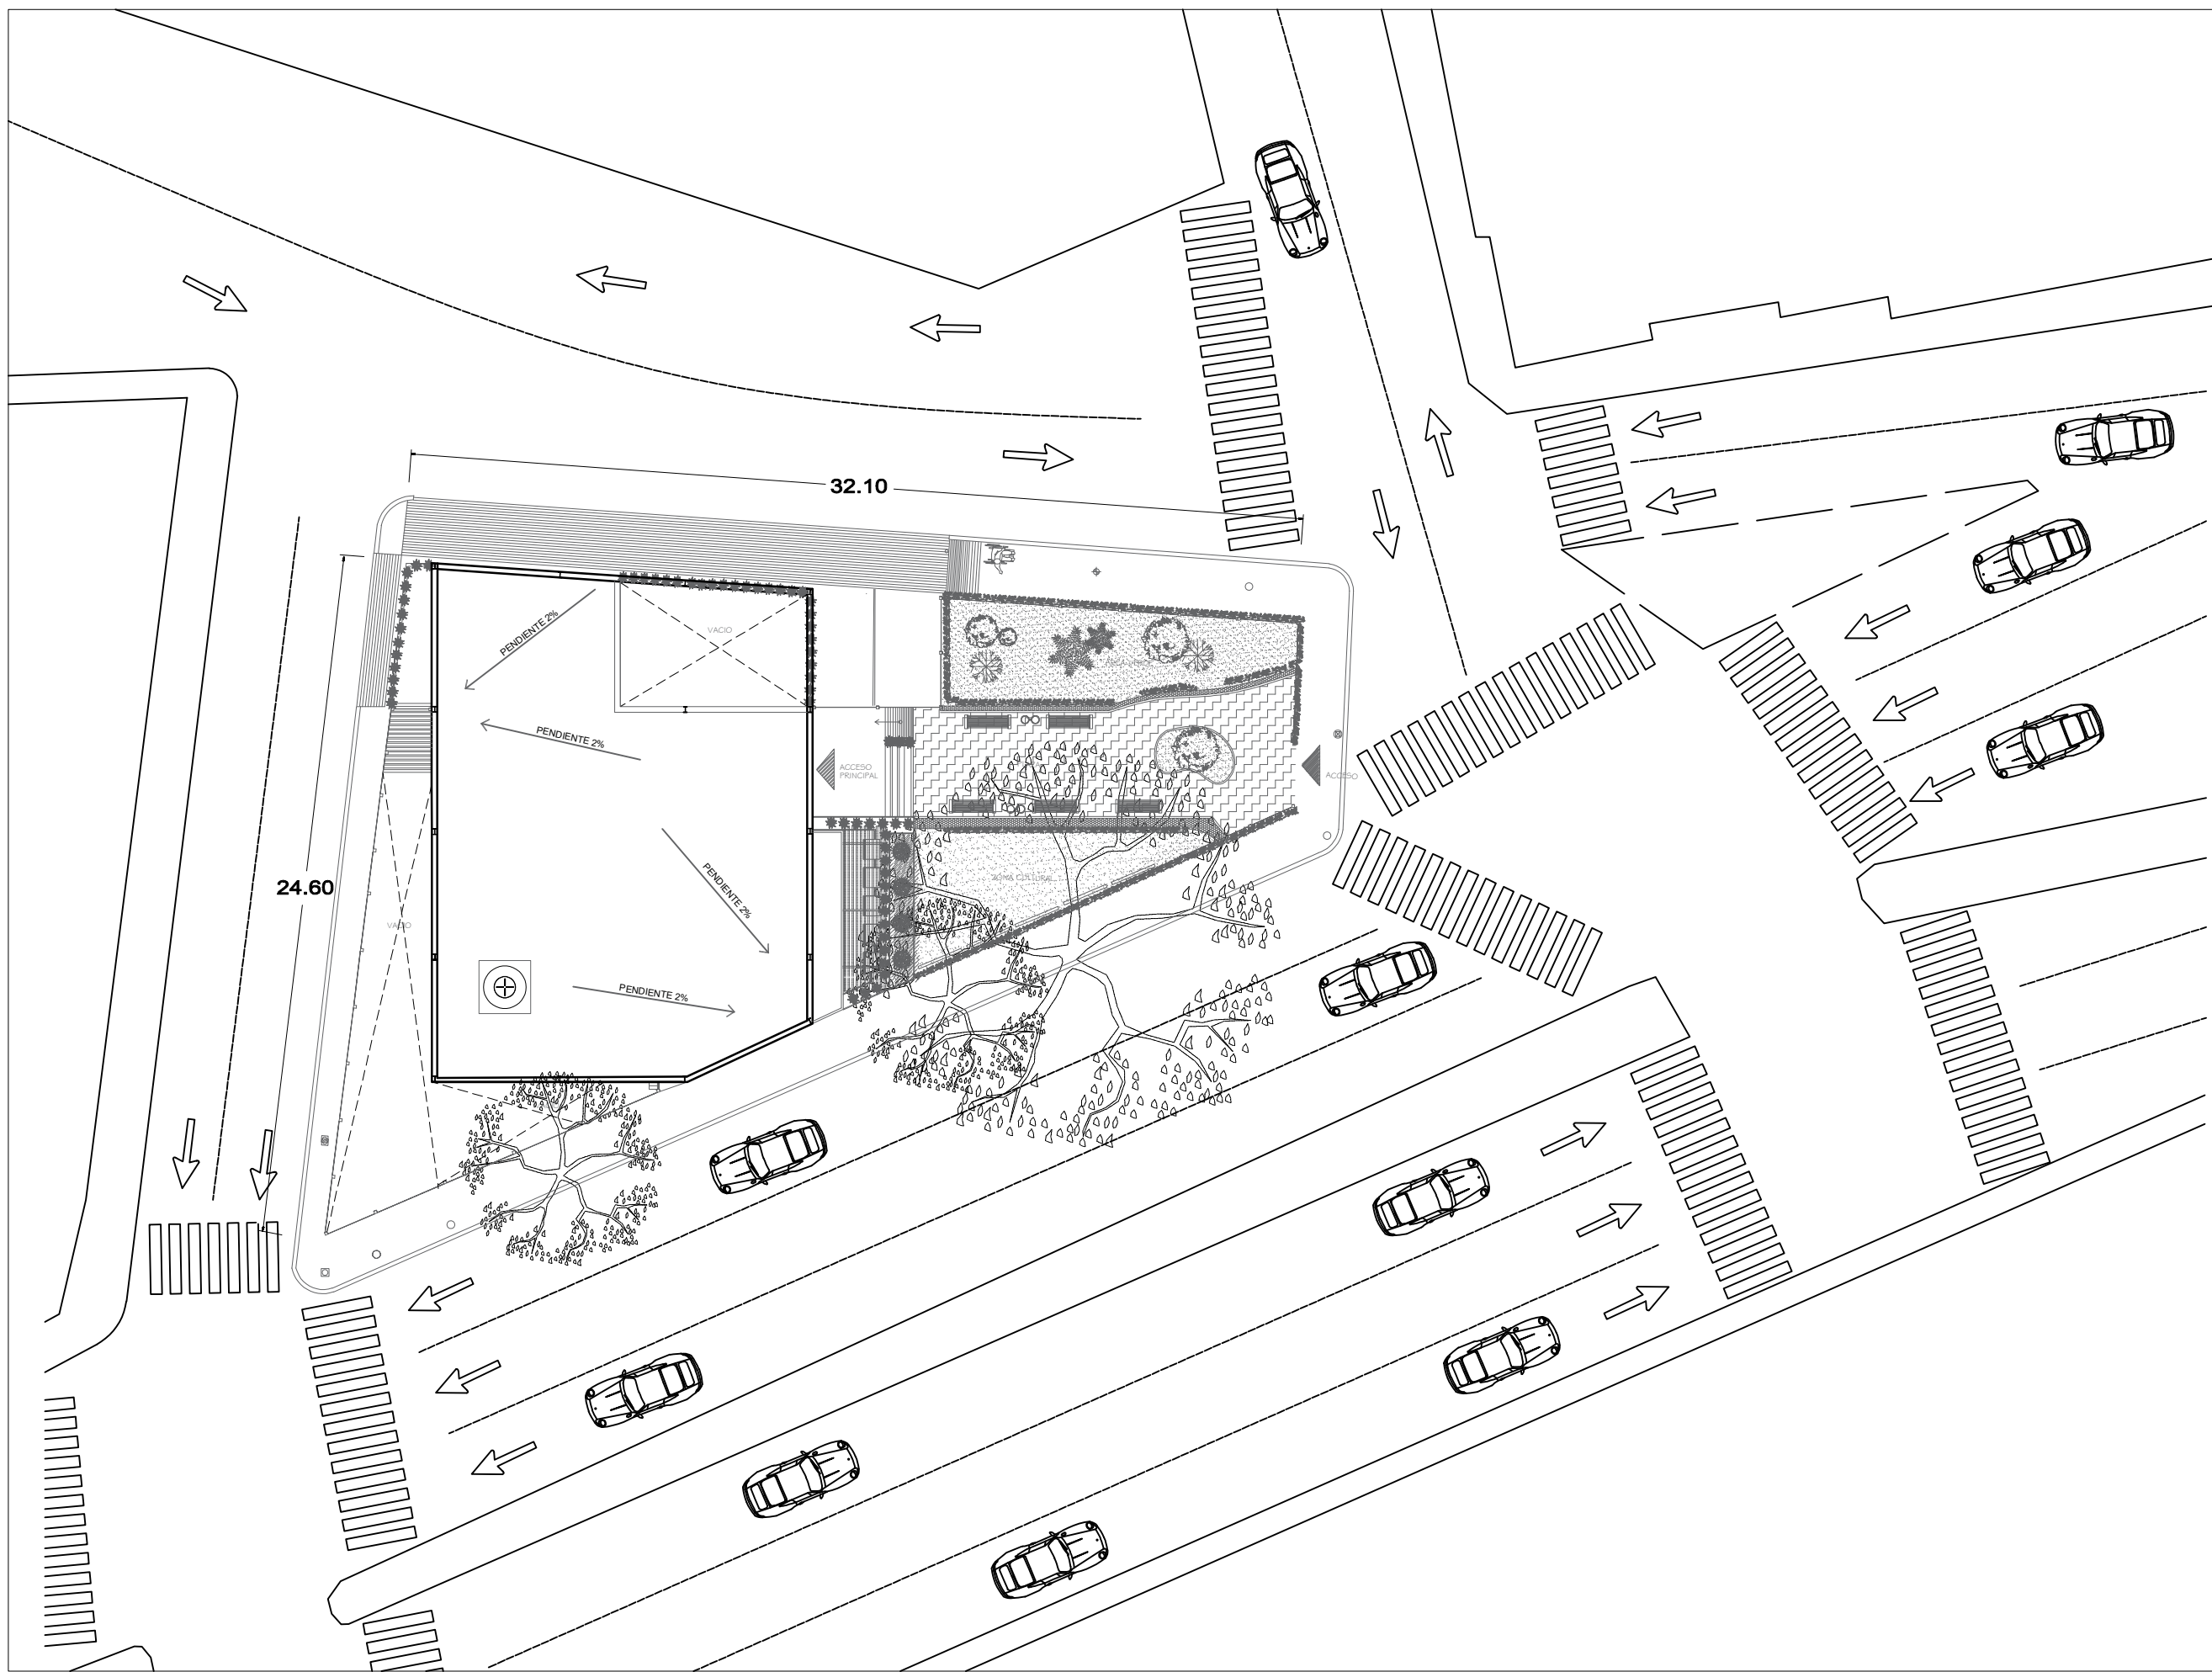 32.10
PENDIENTE 2%
VACIO
PENDIENTE 2%
ACCESO
PRINCIPAL
ACCESO
PENDIENTE 2%
24.60
VACIO
PENDIENTE 2%